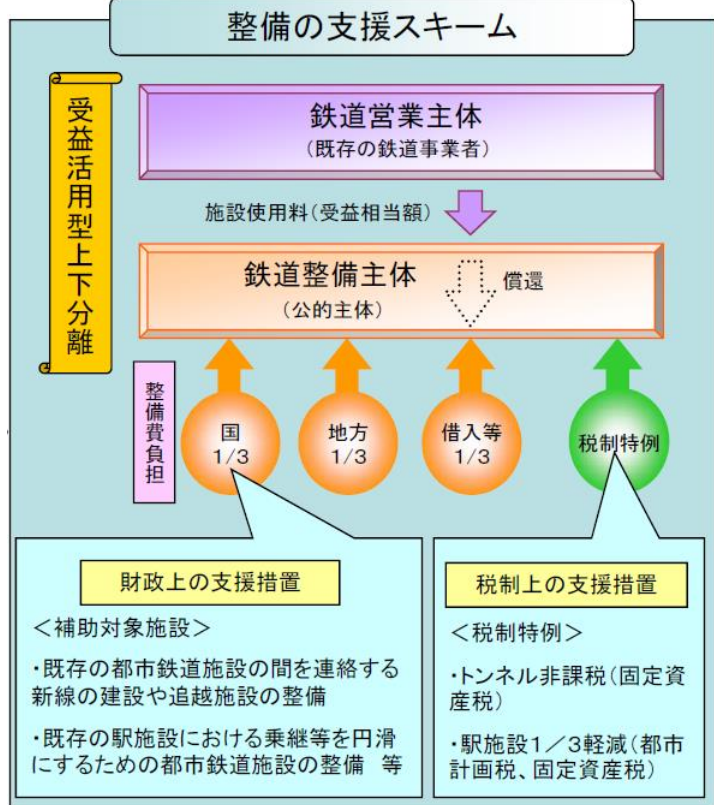 整備の支援スキーム
受益活用型上下分離
鉄道営業主体
（既存の鉄道事業者）
施設使用料（受益相当額）
鉄道整備主体
（公的主体）
償還
整備費負担
国
1/3
地方
1/3
借入等
1/3
税制特例
財政上の支援措置
＜補助対象施設＞
・既存の都市鉄道施設の間を連絡する
新線の建設や追越施設の整備
・既存の駅施設における乗継等を円滑
にするための都市鉄道施設の整備　等
税制上の支援措置
＜税制特例＞
・トンネル非課税（固定資
産税）
・駅施設１／３軽減（都市
計画税、固定資産税）